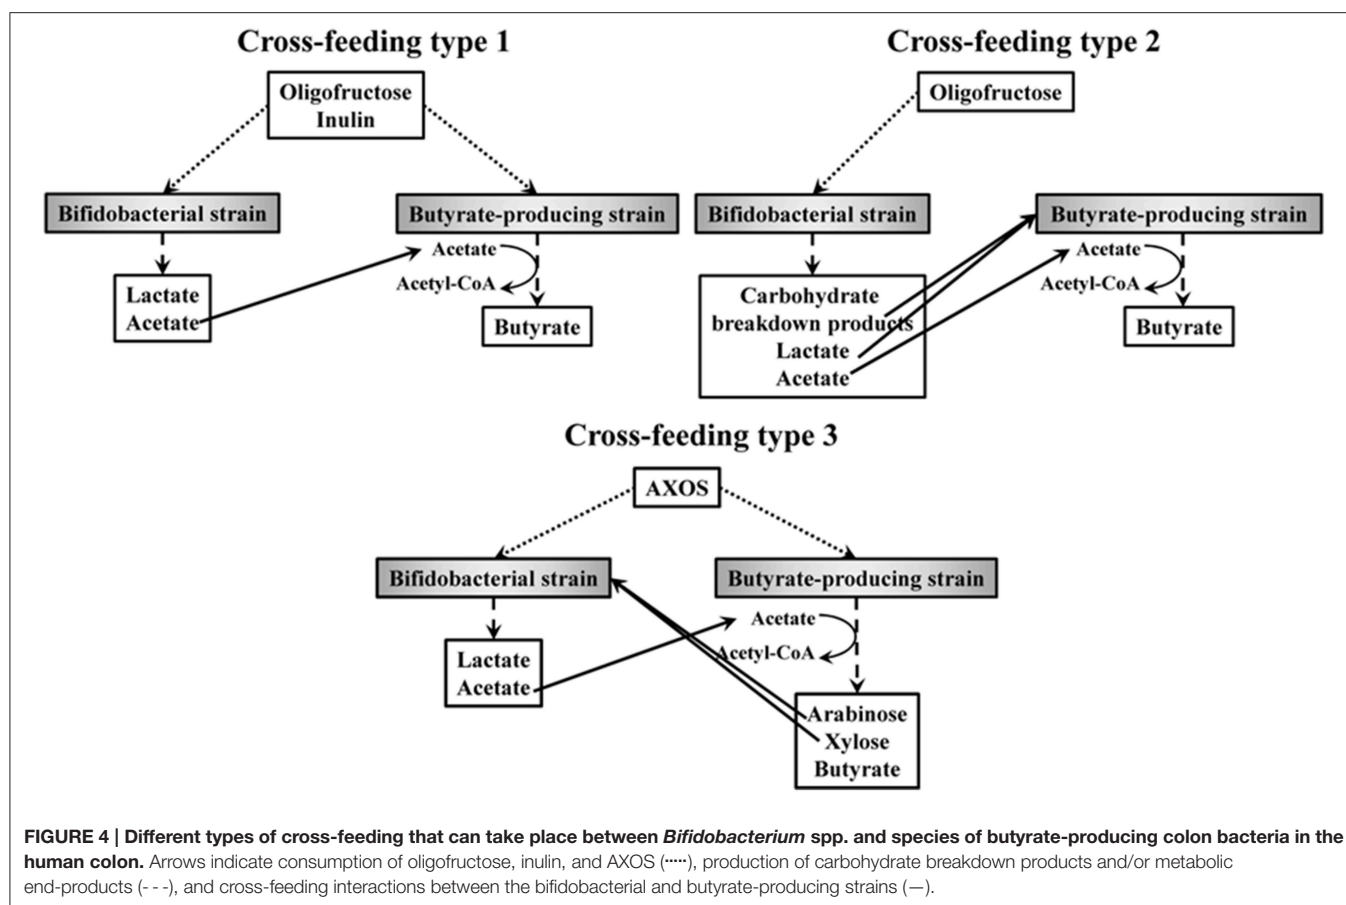 Cross-feeding type 1
Oligofructose
Inulin
Bifidobacterial strain
Butyrate-producing strain
Acetate
Acetyl-CoA
Lactate
Acetate
Butyrate
Cross-feeding type 2
Oligofructose
Bifidobacterial strain
Butyrate-producing strain
Acetate
Acetyl-CoA
Carbohydrate
breakdown products
Lactate
Acetate
Butyrate
Cross-feeding type 3
AXOS
Bifidobacterial strain
Butyrate-producing strain
Acetate
Acetyl-CoA
Lactate
Acetate
Arabinose
Xylose
Butyrate
FIGURE 4 | Different types of cross-feeding that can take place between Bifidobacterium spp. and species of butyrate-producing colon bacteria in the
human colon. Arrows indicate consumption of oligofructose, inulin, and AXOS (·····), production of carbohydrate breakdown products and/or metabolic
end-products (- - -), and cross-feeding interactions between the bifidobacterial and butyrate-producing strains (—).